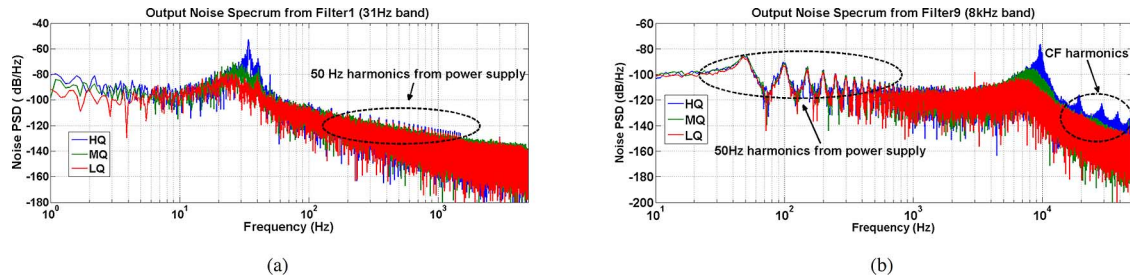 Output Noise Specrum from Filter1 (31Hz band)
-40
-60
-80
-100
-120
-140
-160
-180
Noise PSD ( dB/Hz)
50 Hz harmonics from power supply
HQ
MQ
LQ
10^0
10^1
10^2
10^3
Frequency (Hz)
(a)
Output Noise Specrum from Filter9 (8kHz band)
-60
-80
-100
-120
-140
-160
-180
-200
Noise PSD ( dB/Hz)
CF harmonics
50Hz harmonics from power supply
HQ
MQ
LQ
10^1
10^2
10^3
10^4
Frequency (Hz)
(b)